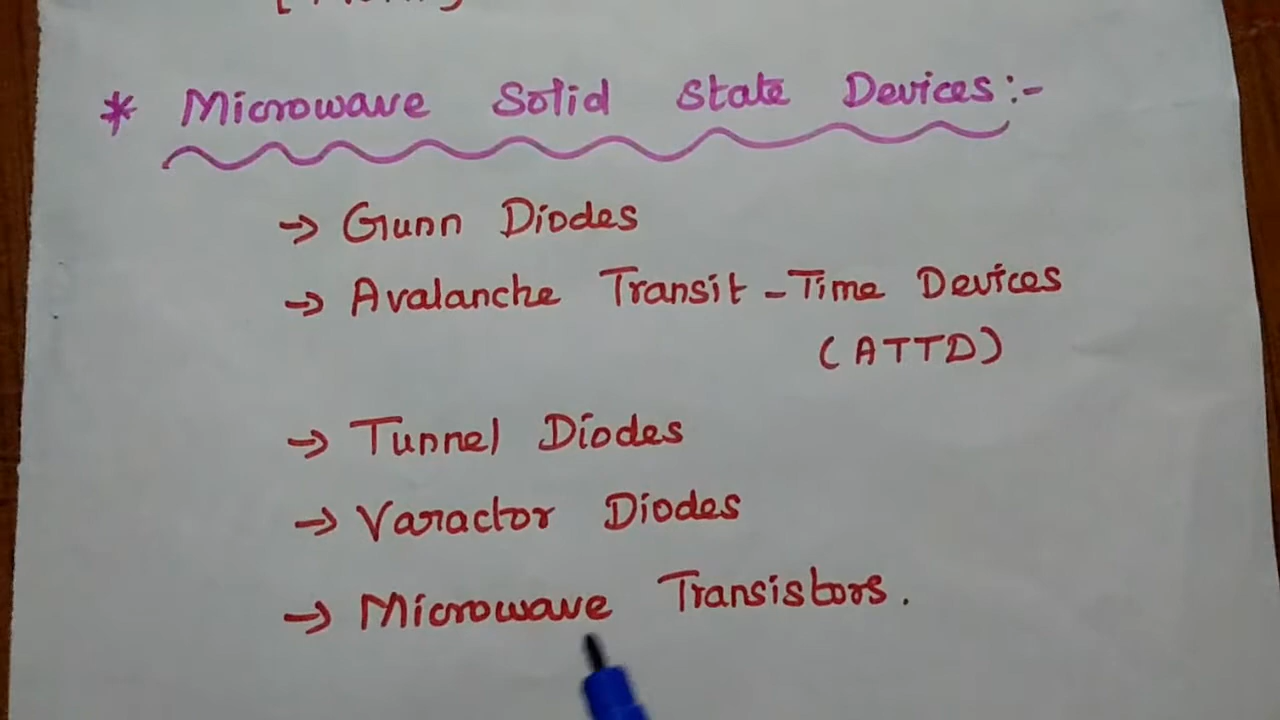 * Microwave Solid State Devices:-
→ Gunn Diodes
→ Avalanche Transit-Time Devices
(ATTD)
→ Tunnel Diodes
→ Varactor Diodes
→ Microwave Transistors.